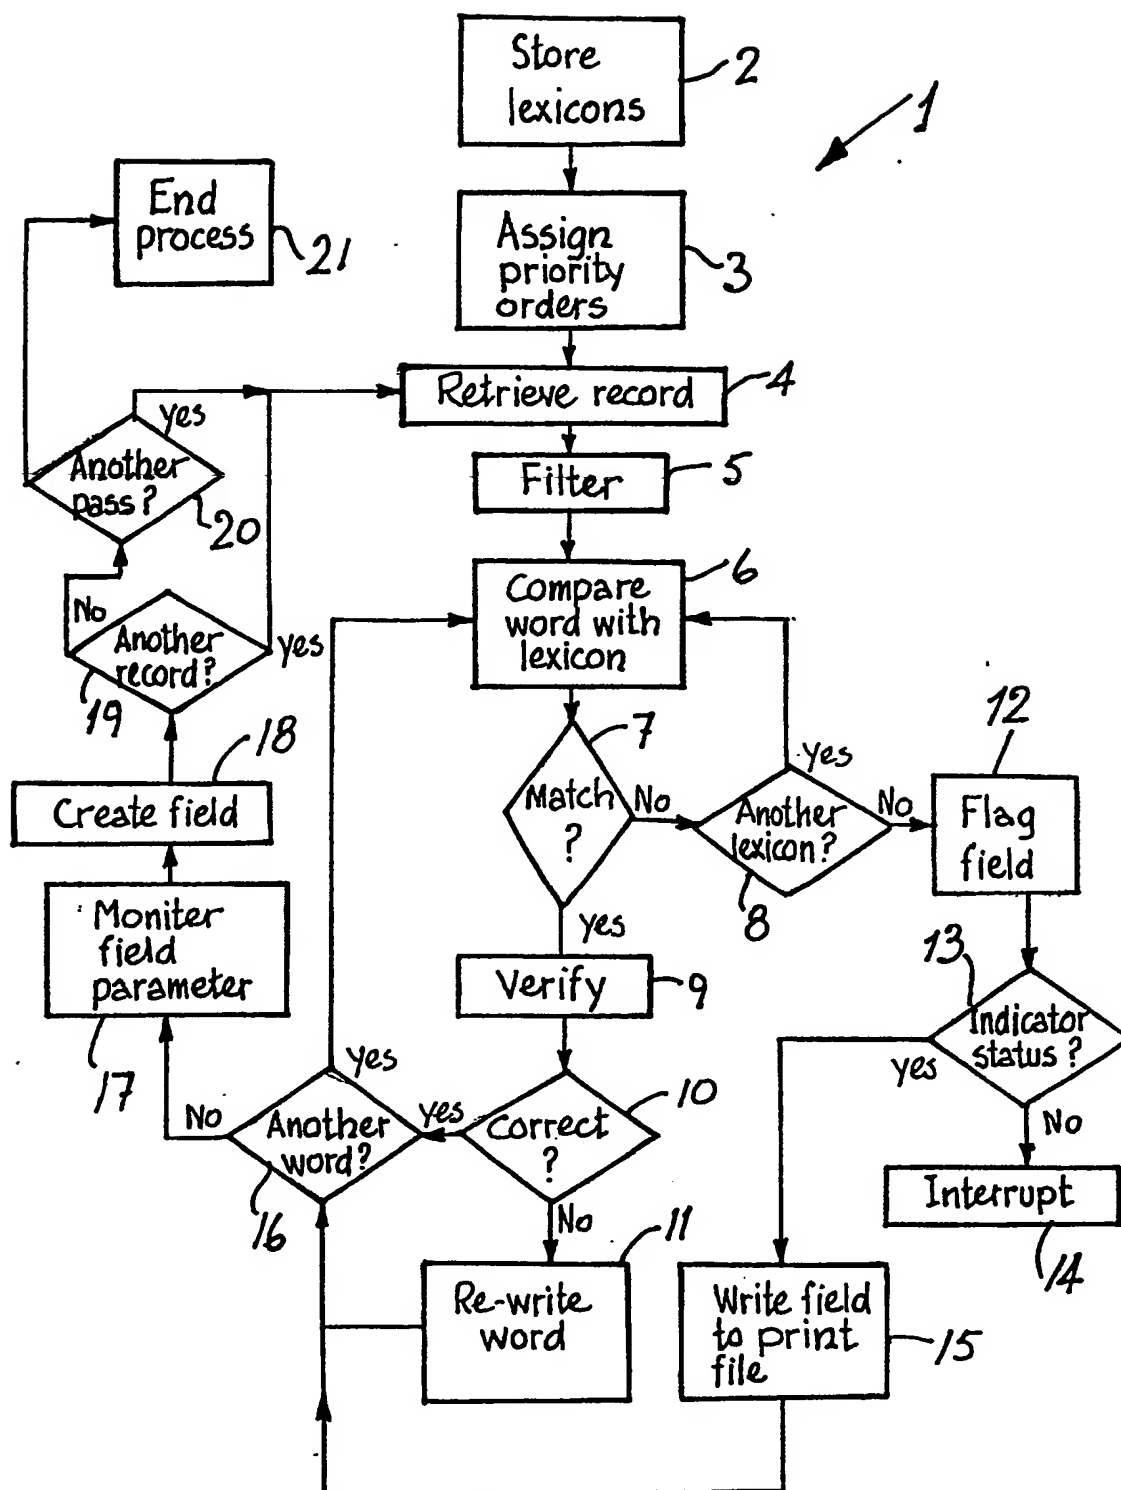 Store
lexicons
2
1
Assign
priority
orders
3
End
process
21
Retrieve record
4
yes
Another
pass?
20
Filter
5
Compare
word with
lexicon
6
No
Another
record?
yes
19
7
Match
?
No
yes
Another
lexicon?
8
No
12
Flag
field
18
Create field
Moniter
field
parameter
17
yes
Verify
9
13
Indicator
status?
yes
No
Interrupt
14
Correct
?
10
yes
No
yes
Another
word?
No
16
11
Re-write
word
Write field
to print
file
15